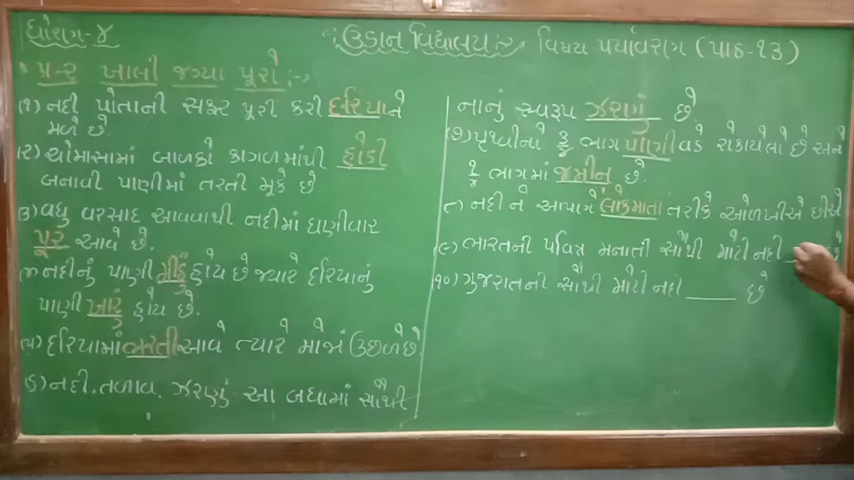 ધોરણ-૪
ઉડાન વિદ્યાલય
વિષય પર્યાવરણ (પાઠ-૧૩)
પ્ર-૨ ખાલી જગ્યા પૂરો :->
(૧) નદી પોતાની સફર પૂરી કરી દરિયાને
મળે છે.
(૨) ચોમાસામાં બાળકો કાગળમાંથી હોડી
બનાવી પાણીમાં તરતી મૂકે છે
(૩) વધુ વરસાદ આવવાથી નદીમાં ઘણીવાર
પૂર આવે છે.
(૪) નદીનું પાણી મીઠું હોય છે જ્યારે દરિયાનું
પાણી ખારું હોય છે.
(૫) દરિયામાં ભરતી આવે ત્યારે મોજાં ઉછળે છે.
(૬) નદી, તળાવ, ઝરણું આ બધામાં સૌથી
નાનું સ્વરૂપ ઝરણું છે.
(૭) પૃથ્વીનો ૩/૪ ભાગ પાણી વડે રોકાયેલો છે અને
૧/૪ ભાગમાં જમીન છે.
(૮) નદીને આપણે લોકમાતા તરીકે ઓળખીએ છીએ
(૯) ભારતની પવિત્ર મનાતી સૌથી મોટી નદી __ છે
(૧૦) ગુજરાતની સૌથી મોટી નદી ____ છે